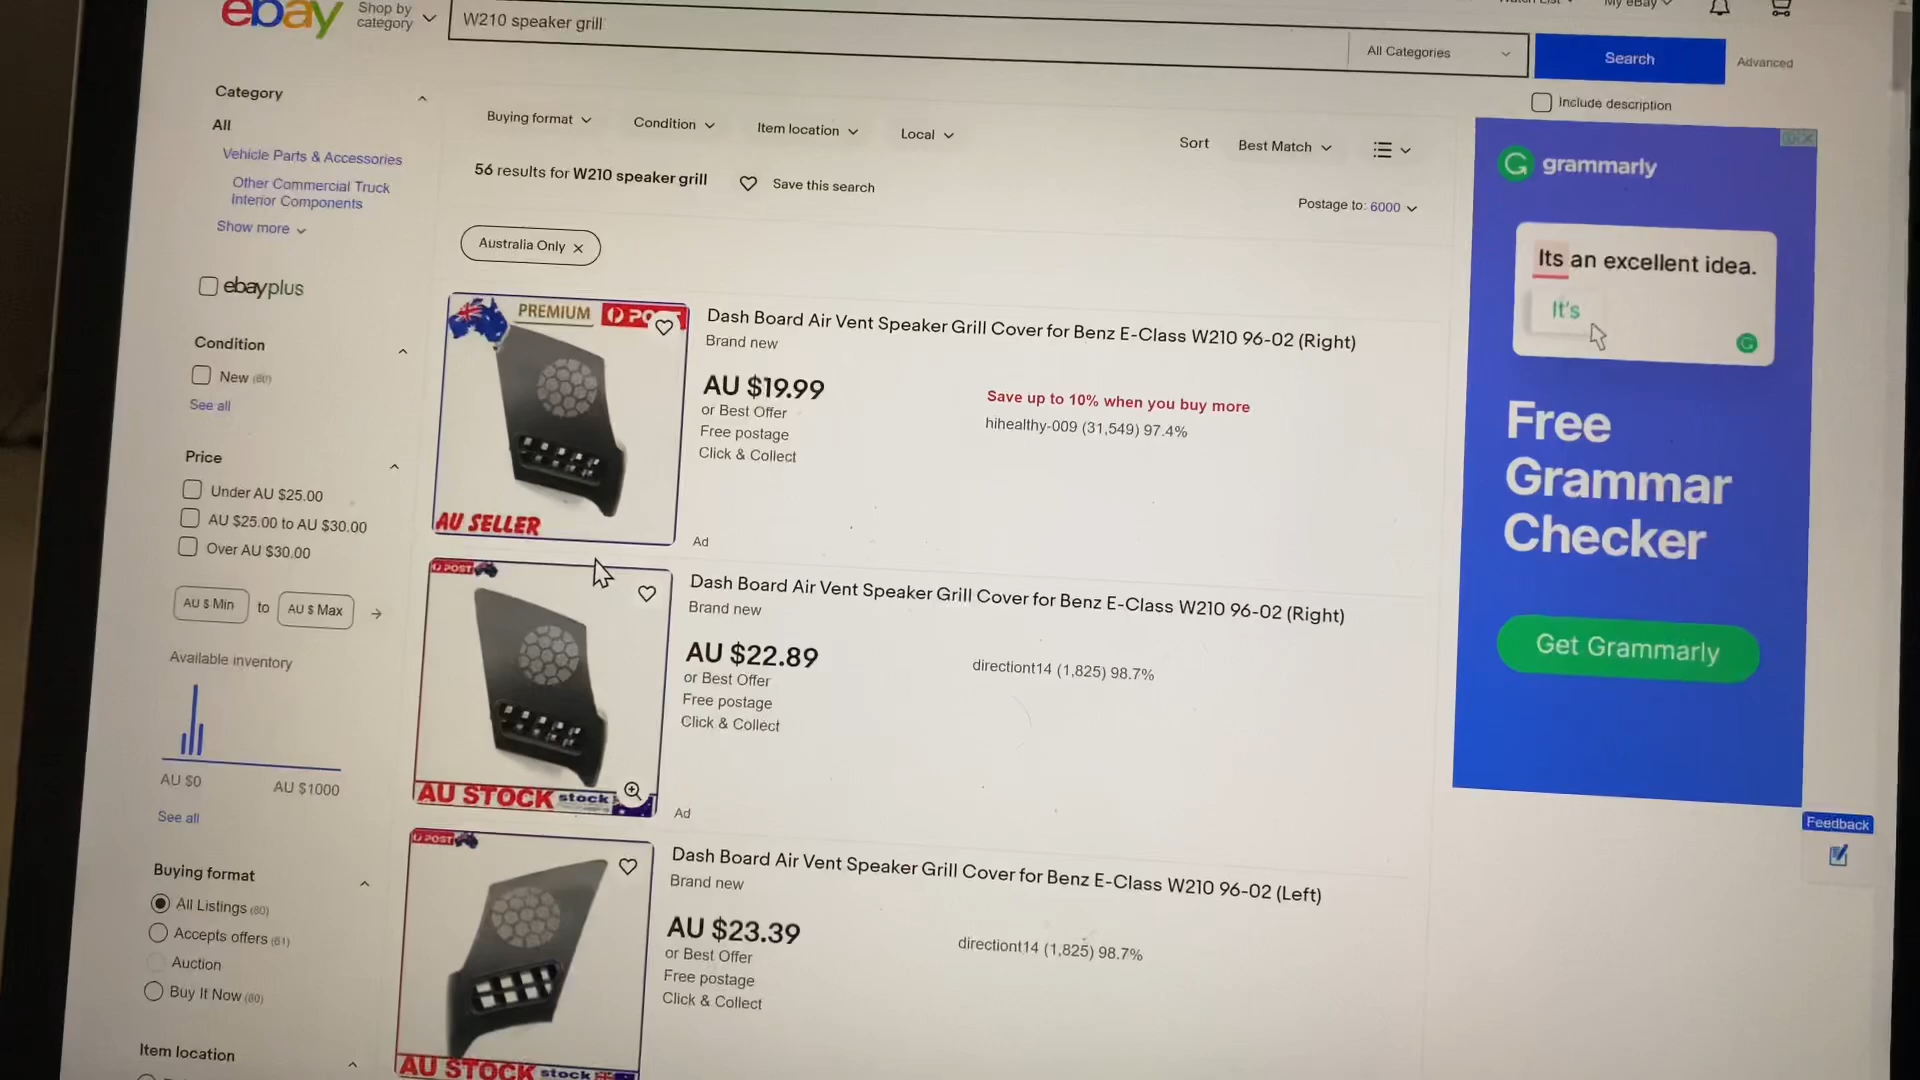 ebay
Shop by
category
W210 speaker grill
All Categories
Search
Advanced
Include description
Category
All
Vehicle Parts & Accessories
Other Commercial Truck
Interior Components
Show more
ebayplus
Condition
New (60)
See all
Price
Under AU $25.00
AU $25.00 to AU $30.00
Over AU $30.00
AU $ Min to AU $ Max
Available inventory
AU $0 AU $1000
See all
Buying format
All Listings (80)
Accepts offers (61)
Auction
Buy It Now (80)
Item location
Buying format Condition Item location Local
Sort Best Match
56 results for W210 speaker grill
Save this search
Postage to: 6000
Australia Only
PREMIUM
AU SELLER
Dash Board Air Vent Speaker Grill Cover for Benz E-Class W210 96-02 (Right)
Brand new
AU $19.99
or Best Offer
Free postage
Click & Collect
Save up to 10% when you buy more
hihealthy-009 (31,549) 97.4%
Ad
POST
AU STOCK stock
Dash Board Air Vent Speaker Grill Cover for Benz E-Class W210 96-02 (Right)
Brand new
AU $22.89
or Best Offer
Free postage
Click & Collect
directiont14 (1,825) 98.7%
Ad
POST
AU STOCK stock
Dash Board Air Vent Speaker Grill Cover for Benz E-Class W210 96-02 (Left)
Brand new
AU $23.39
or Best Offer
Free postage
Click & Collect
directiont14 (1,825) 98.7%
grammarly
Its an excellent idea.
It's
Free
Grammar
Checker
Get Grammarly
Feedback